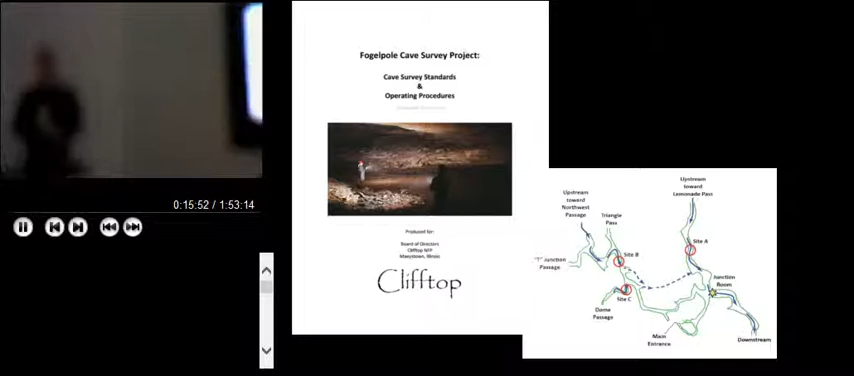 0:15:52 / 1:53:14
Fogelpole Cave Survey Project:
Cave Survey Standards
&
Operating Procedures
Produced for:
Board of Directors
Clifftop NFP
Maeystown, Illinois
Clifftop
Upstream
toward
Lemonade Pass
Upstream
toward
Northwest
Passage
Triangle
Pass
Site A
Site B
"T" Junction
Passage
Junction
Room
Site C
Dome
Passage
Main
Entrance
Downstream